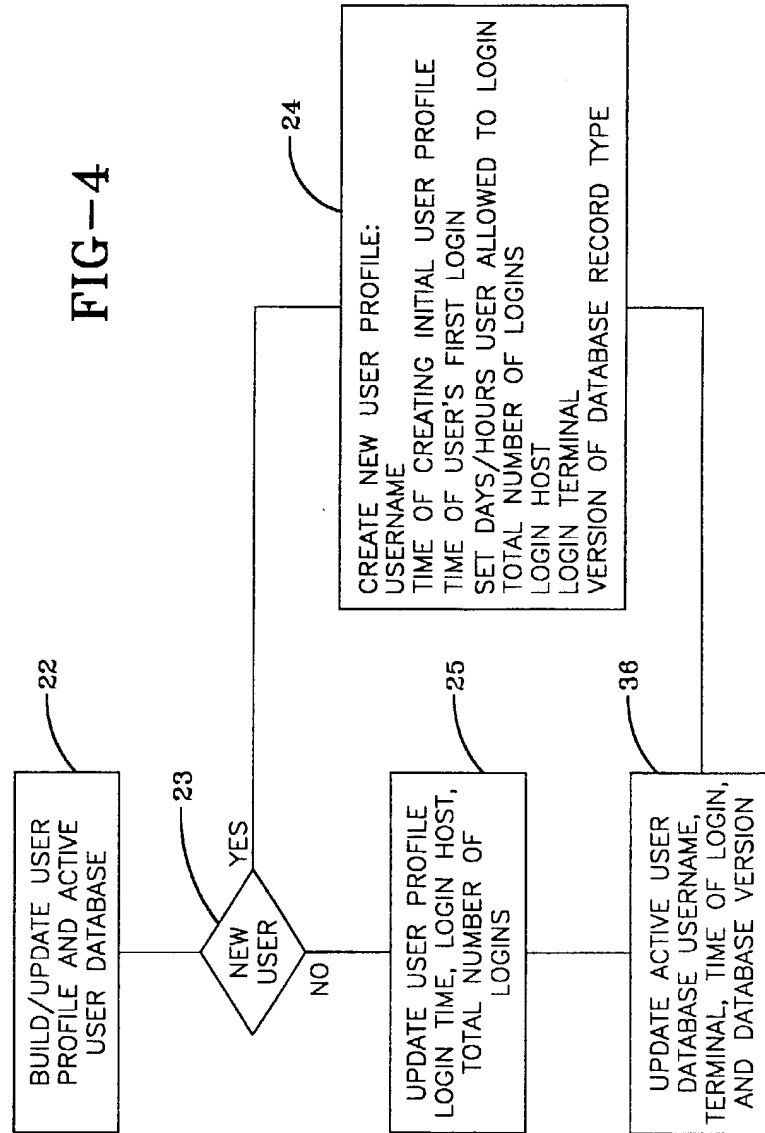 FIG-4
22
BUILD/UPDATE USER
PROFILE AND ACTIVE
USER DATABASE
23
NEW
USER
YES
NO
24
CREATE NEW USER PROFILE:
USERNAME
TIME OF CREATING INITIAL USER PROFILE
TIME OF USER'S FIRST LOGIN
SET DAYS/HOURS USER ALLOWED TO LOGIN
TOTAL NUMBER OF LOGINS
LOGIN HOST
LOGIN TERMINAL
VERSION OF DATABASE RECORD TYPE
25
UPDATE USER PROFILE
LOGIN TIME, LOGIN HOST,
TOTAL NUMBER OF
LOGINS
36
UPDATE ACTIVE USER
DATABASE USERNAME,
TERMINAL, TIME OF LOGIN,
AND DATABASE VERSION